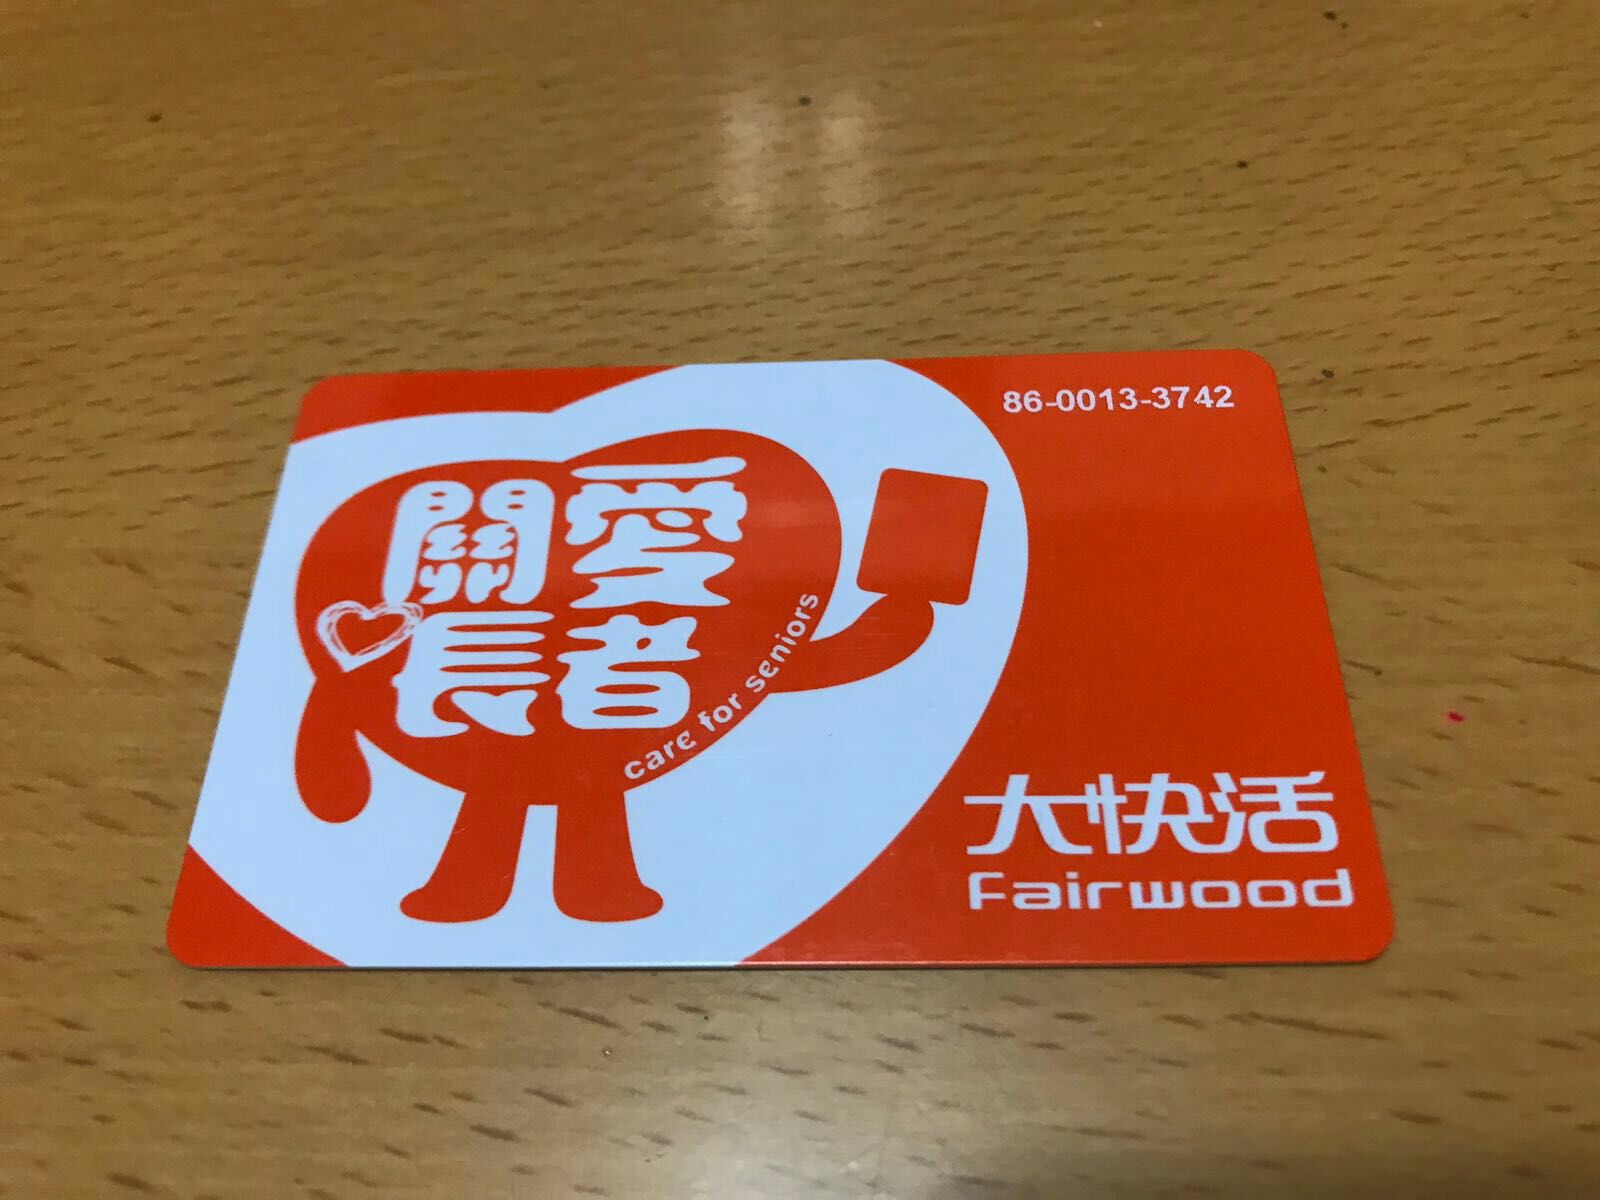 86-0013-3742
關愛
長者
care for seniors
大快活
Fairwood